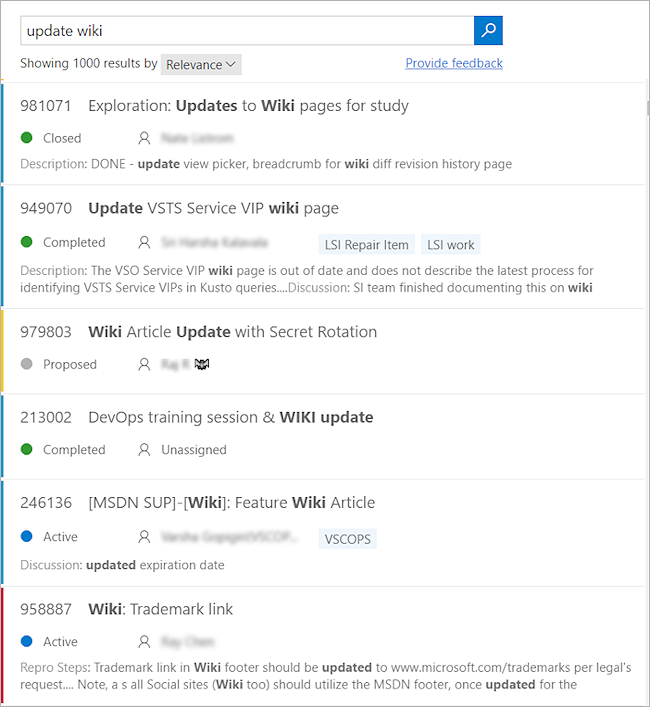 update wiki
Showing 1000 results by Relevance Provide feedback
981071 Exploration: Updates to Wiki pages for study
Closed
Description: DONE - update view picker, breadcrumb for wiki diff revision history page
949070 Update VSTS Service VIP wiki page
Completed LSI Repair Item LSI work
Description: The VSO Service VIP wiki page is out of date and does not describe the latest process for
identifying VSTS Service VIPs in Kusto queries....Discussion: SI team finished documenting this on wiki
979803 Wiki Article Update with Secret Rotation
Proposed
213002 DevOps training session & WIKI update
Completed Unassigned
246136 [MSDN SUP]-[Wiki]: Feature Wiki Article
Active VSCOPS
Discussion: updated expiration date
958887 Wiki: Trademark link
Active
Repro Steps: Trademark link in Wiki footer should be updated to www.microsoft.com/trademarks per legal's
request.... Note, a s all Social sites (Wiki too) should utilize the MSDN footer, once updated for the